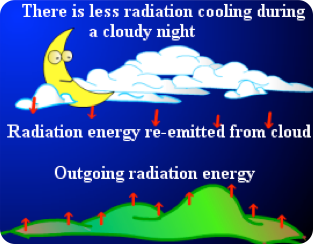 There is less radiation cooling during
a cloudy night
Radiation energy re-emitted from cloud
Outgoing radiation energy